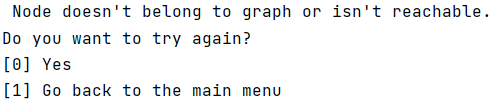 Node doesn't belong to graph or isn't reachable.
Do you want to try again?
[0] Yes
[1] Go back to the main menu